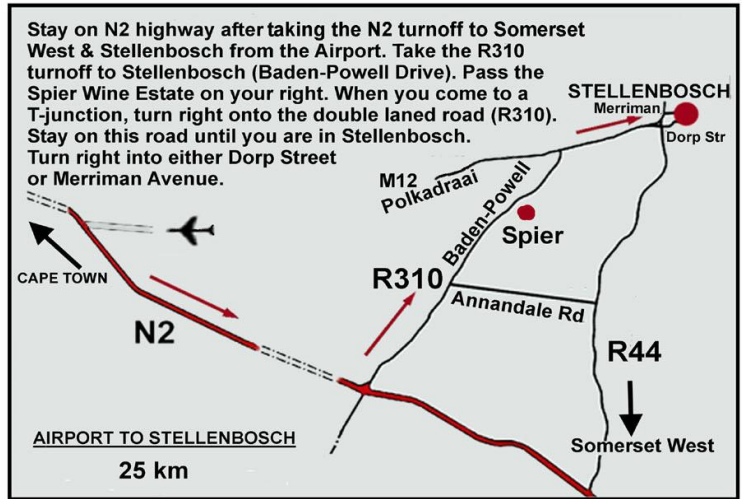 Stay on N2 highway after taking the N2 turnoff to Somerset
West & Stellenbosch from the Airport. Take the R310
turnoff to Stellenbosch (Baden-Powell Drive). Pass the
Spier Wine Estate on your right. When you come to a
T-junction, turn right onto the double laned road (R310).
Stay on this road until you are in Stellenbosch.
Turn right into either Dorp Street
or Merriman Avenue.
STELLENBOSCH
Merriman
Dorp Str
M12
Polkadraai
Baden-Powell
Spier
CAPE TOWN
R310
Annandale Rd
N2
R44
Somerset West
AIRPORT TO STELLENBOSCH
25 km